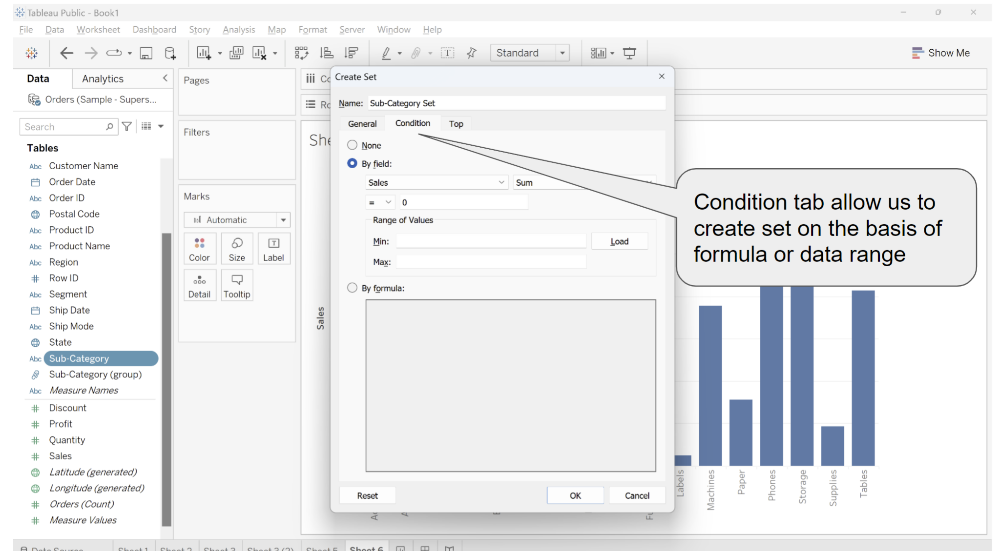 Tableau Public - Book1
File Data Worksheet Dashboard Story Analysis Map Format Server Window Help
Standard
Show Me
Data
Analytics
Orders (Sample - Supers...
Search
Tables
Abc Customer Name
Order Date
Abc Order ID
Postal Code
Abc Product ID
Abc Product Name
Abc Region
Row ID
Abc Segment
Ship Date
Abc Ship Mode
State
Abc Sub-Category
Sub-Category (group)
Abc Measure Names
Discount
Profit
Quantity
Sales
Latitude (generated)
Longitude (generated)
Orders (Count)
Measure Values
Pages
Filters
Marks
Automatic
Color Size Label
Detail Tooltip
Create Set
Name: Sub-Category Set
General Condition Top
None
By field:
Sales Sum
= 0
Range of Values
Min:
Load
Max:
By formula:
Reset OK Cancel
Condition tab allow us to
create set on the basis of
formula or data range
Sales
Labels
Machines
Paper
Phones
Storage
Supplies
Tables
Data Source Sheet 1 Sheet 2 Sheet 3 Sheet 3 (2) Sheet 5 Sheet 6